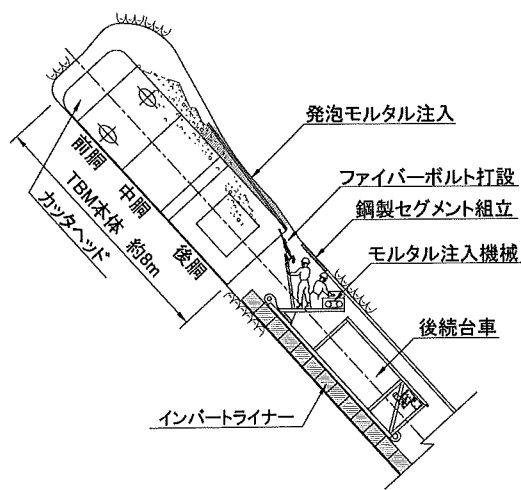 発泡モルタル注入
ファイバーボルト打設
鋼製セグメント組立
モルタル注入機械
後続台車
前胴 中胴 後胴
TBM本体 約8m
カッタヘッド
インバートライナー